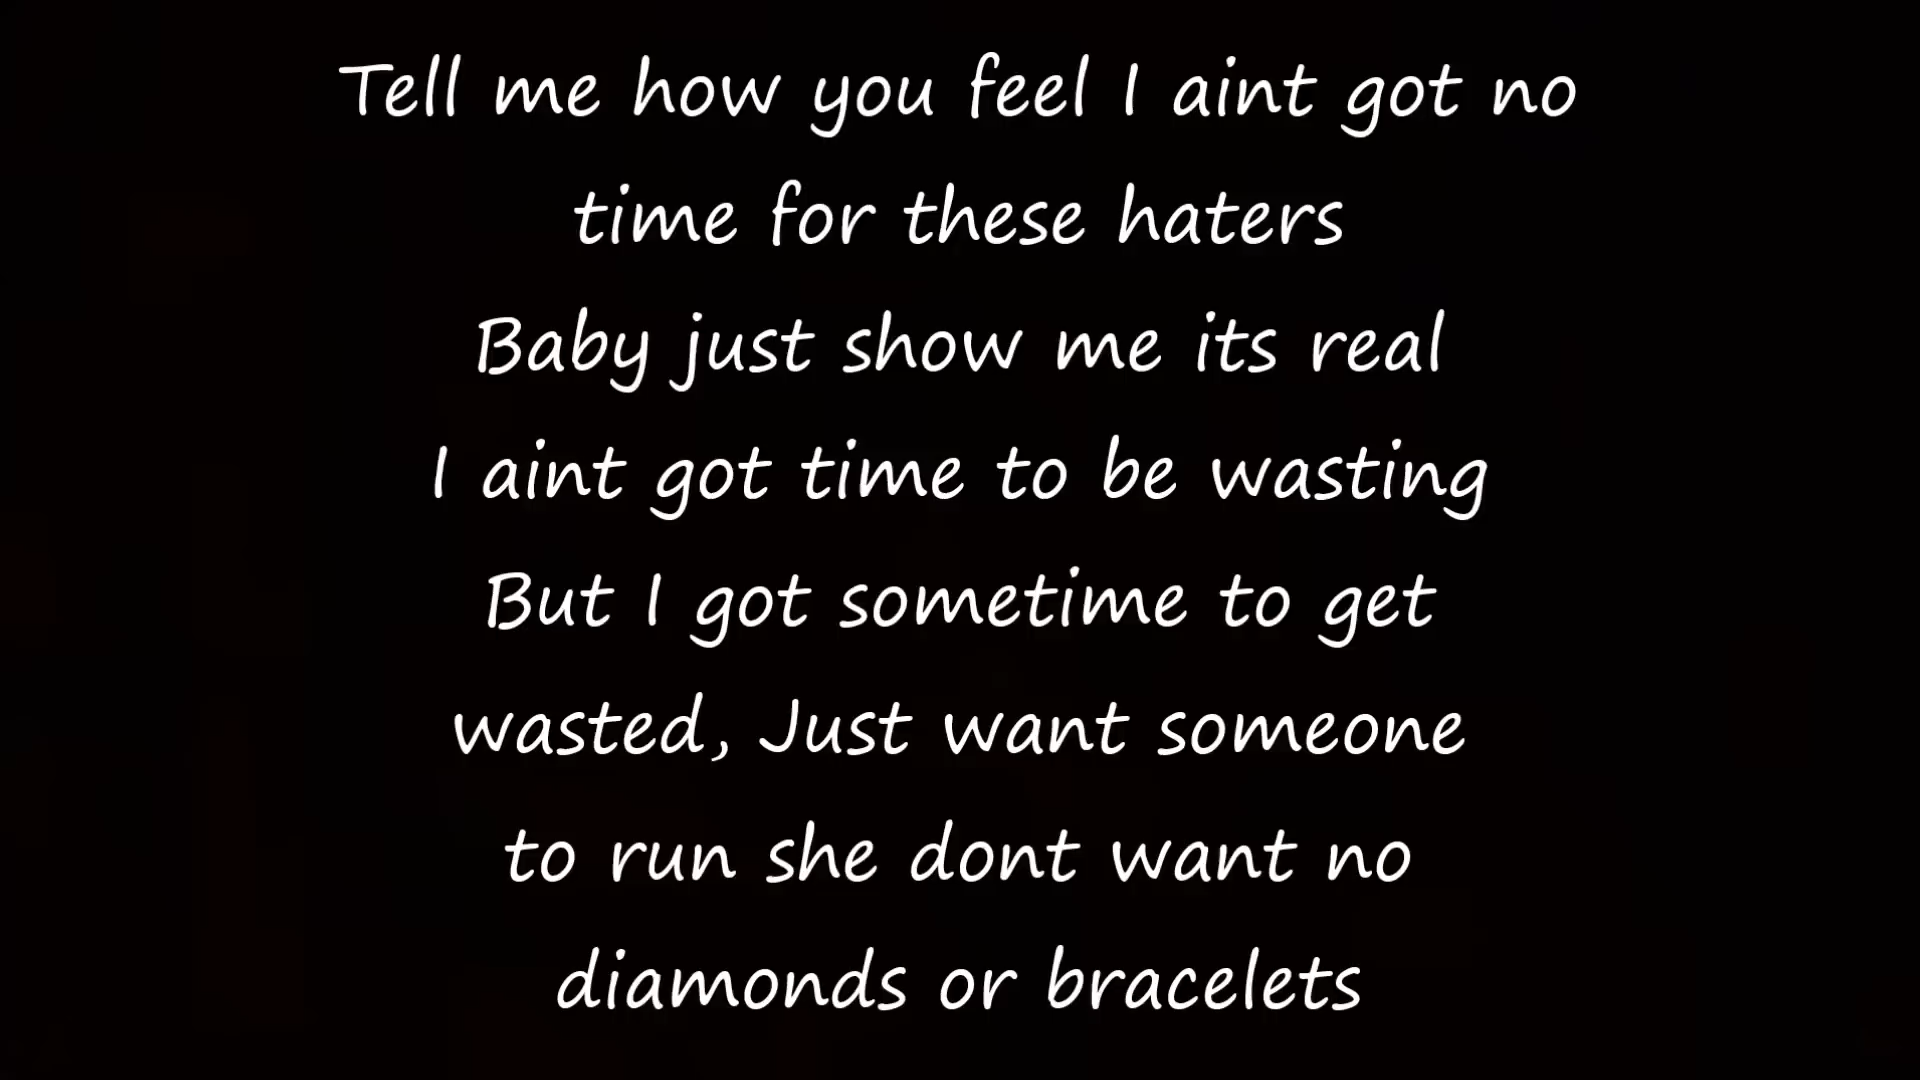 Tell me how you feel I aint got no
time for these haters
Baby just show me its real
I aint got time to be wasting
But I got sometime to get
wasted, Just want someone
to run she dont want no
diamonds or bracelets